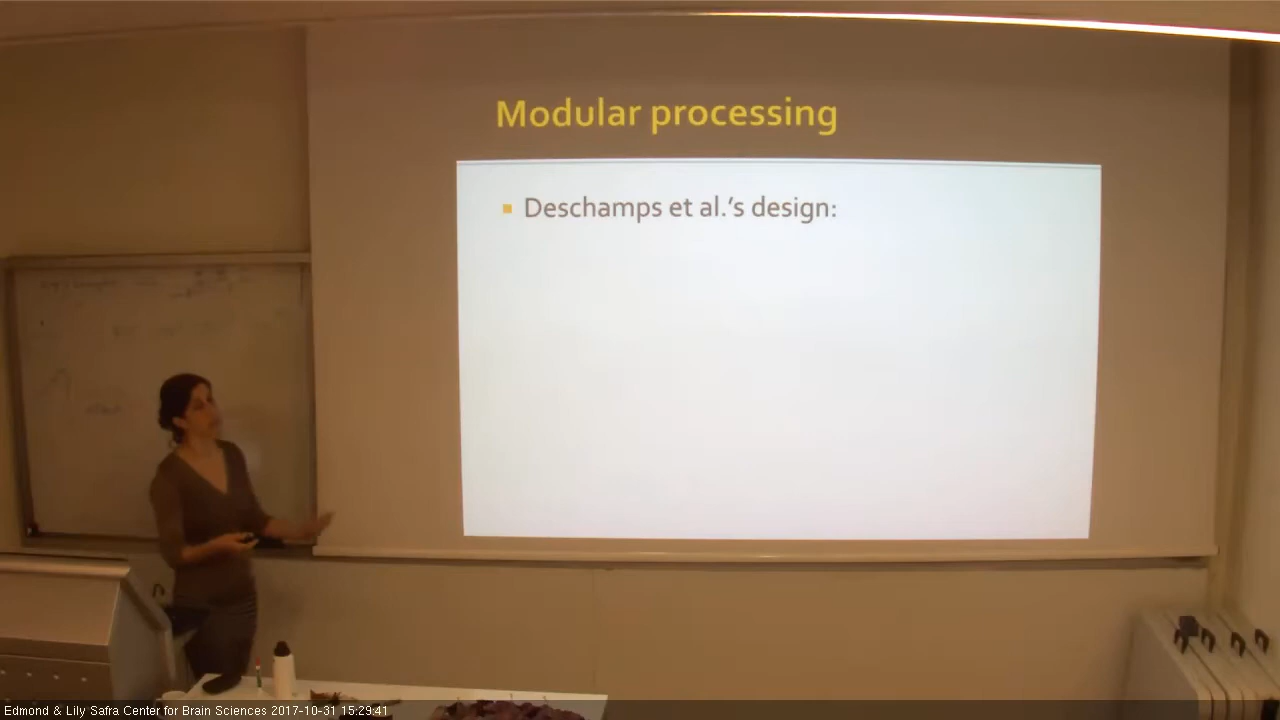 Modular processing
Deschamps et al.'s design:
Edmond & Lily Safra Center for Brain Sciences 2017-10-31 15:29:41